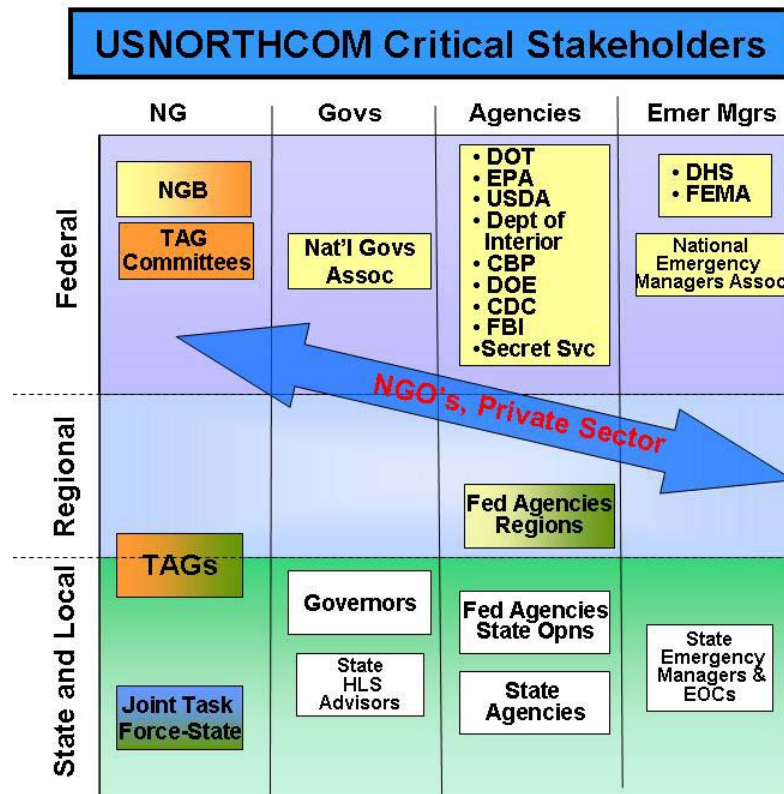 USNORTHCOM Critical Stakeholders
NG
Govs
Agencies
Emer Mgrs
Federal
NGB
TAG
Committees
Nat'l Govs
Assoc
• DOT
• EPA
• USDA
• Dept of
Interior
• CBP
• DOE
• CDC
• FBI
•Secret Svc
• DHS
• FEMA
National
Emergency
Managers Assoc
NGO's, Private Sector
Regional
Fed Agencies
Regions
TAGs
State and Local
Joint Task
Force-State
Governors
State
HLS
Advisors
Fed Agencies
State Opns
State
Agencies
State
Emergency
Managers &
EOCs